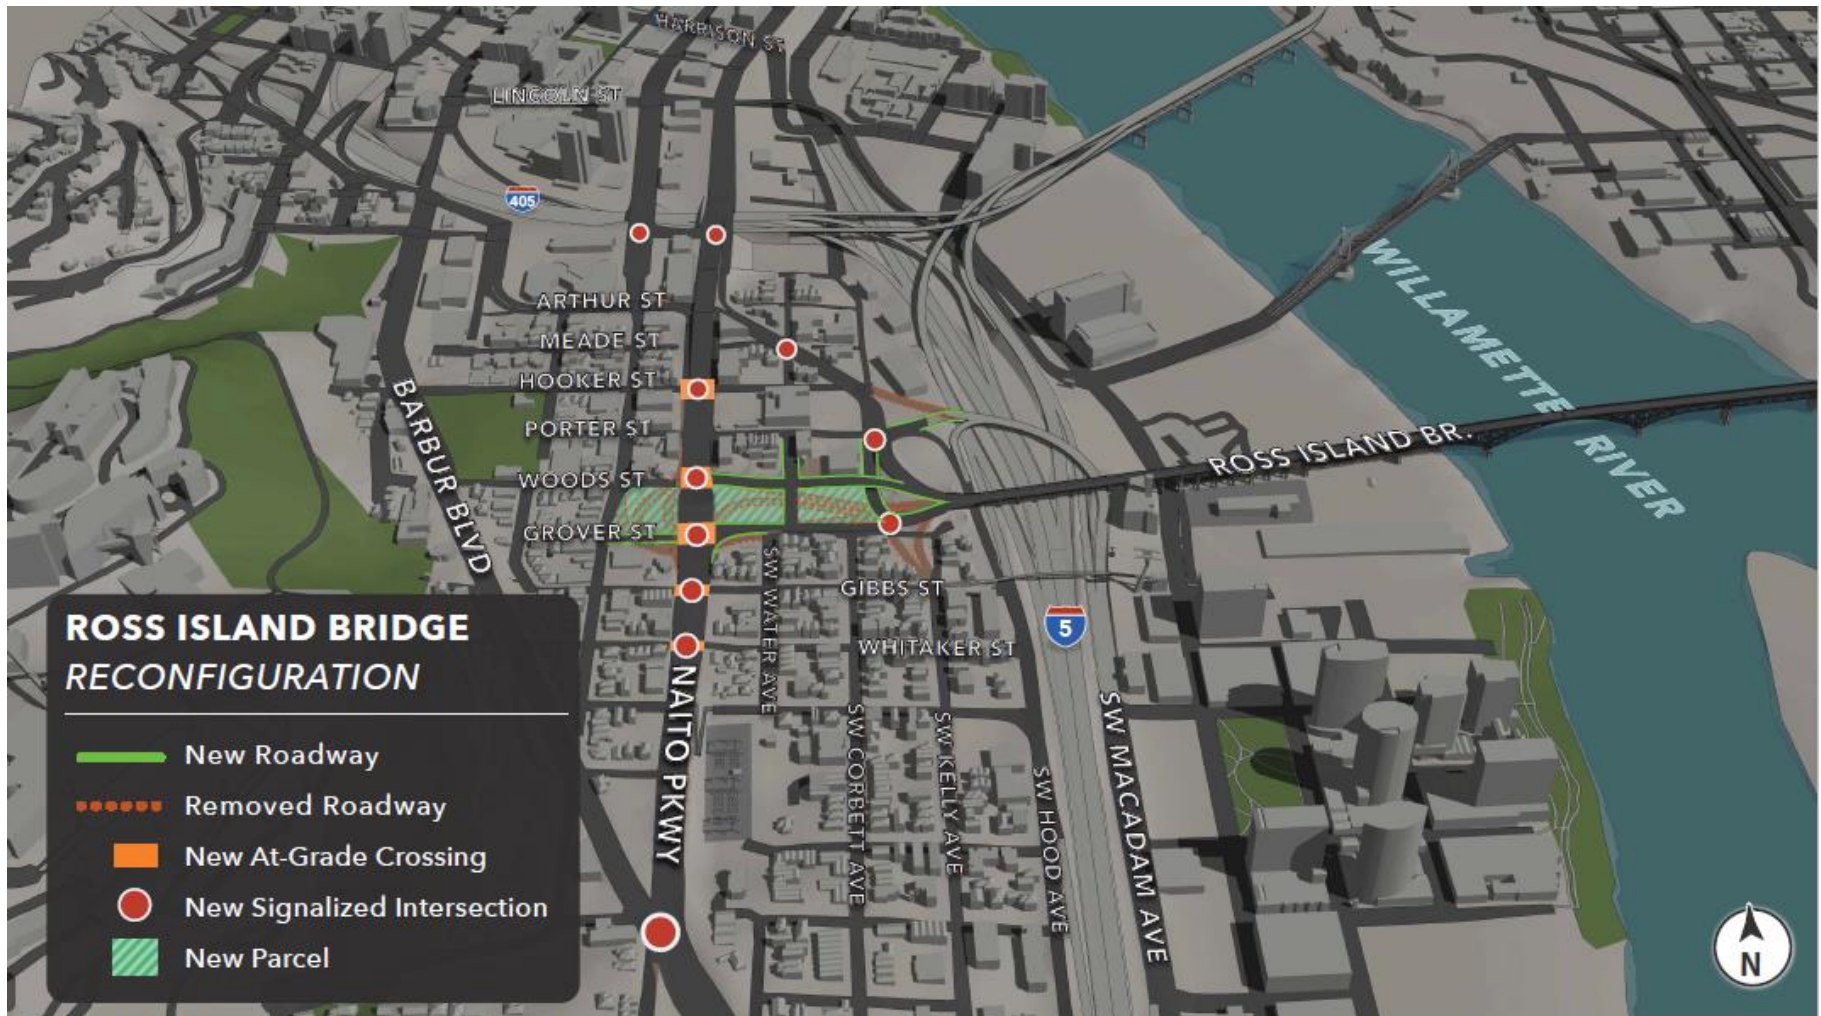 HARRISON ST
LINCOLN ST
405
ARTHUR ST
MEADE ST
HOOKER ST
PORTER ST
WOODS ST
GROVER ST
BARBUR BLVD
WILLAMETTE RIVER
ROSS ISLAND BR.
GIBBS ST
WHITAKER ST
5
NAITO PKWY
SW WATER AVE
SW CORBETT AVE
SW KELLY AVE
SW HOOD AVE
SW MACADAM AVE
ROSS ISLAND BRIDGE
RECONFIGURATION
New Roadway
Removed Roadway
New At-Grade Crossing
New Signalized Intersection
New Parcel
N